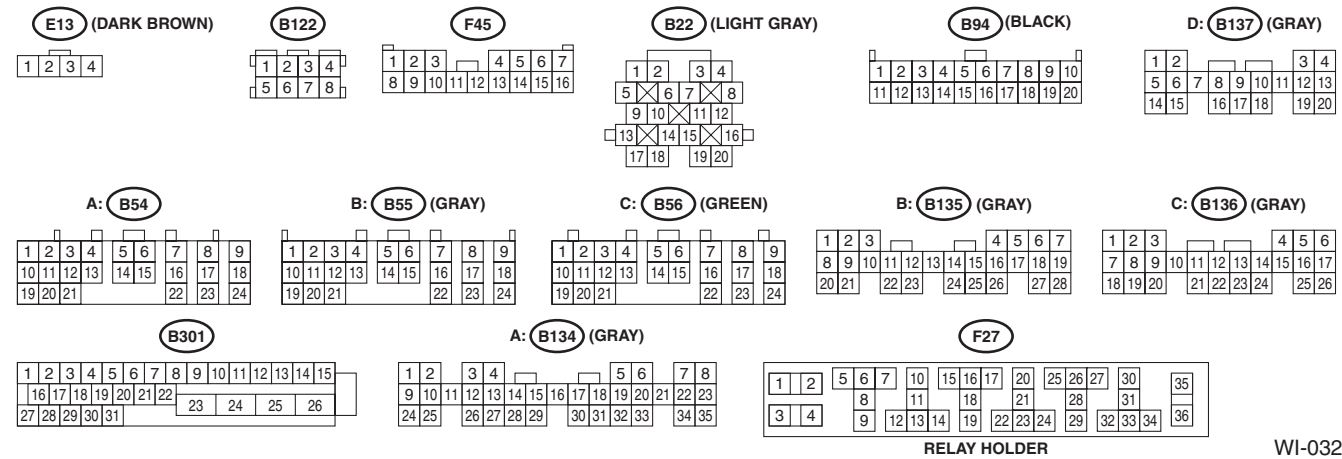 E13 (DARK BROWN) B122 F45 B22 (LIGHT GRAY) B94 (BLACK) D: B137 (GRAY)
1 2 3 4
1 2 3 4
5 6 7 8
1 2 3 4 5 6 7
8 9 10 11 12 13 14 15 16
1 2 3 4
5 6 7 8
9 10 11 12
13 14 15 16
17 18 19 20
1 2 3 4 5 6 7 8 9 10
11 12 13 14 15 16 17 18 19 20
1 2 3 4
5 6 7 8 9 10 11 12 13
14 15 16 17 18 19 20
A: B54 B: B55 (GRAY) C: B56 (GREEN) B: B135 (GRAY) C: B136 (GRAY)
1 2 3 4 5 6 7 8 9
10 11 12 13 14 15 16 17 18
19 20 21 22 23 24
1 2 3 4 5 6 7 8 9
10 11 12 13 14 15 16 17 18
19 20 21 22 23 24
1 2 3 4 5 6 7 8 9
10 11 12 13 14 15 16 17 18
19 20 21 22 23 24
1 2 3 4 5 6 7
8 9 10 11 12 13 14 15 16 17 18 19
20 21 22 23 24 25 26 27 28
1 2 3 4 5 6
7 8 9 10 11 12 13 14 15 16 17
18 19 20 21 22 23 24 25 26
B301 A: B134 (GRAY) F27
1 2 3 4 5 6 7 8 9 10 11 12 13 14 15
16 17 18 19 20 21 22 23 24 25 26
27 28 29 30 31
1 2 3 4 5 6 7 8
9 10 11 12 13 14 15 16 17 18 19 20 21 22 23
24 25 26 27 28 29 30 31 32 33 34 35
1 2 5 6 7 10 15 16 17 20 25 26 27 30 35
8 11 18 21 28 31
3 4 9 12 13 14 19 22 23 24 29 32 33 34 36
RELAY HOLDER
WI-032